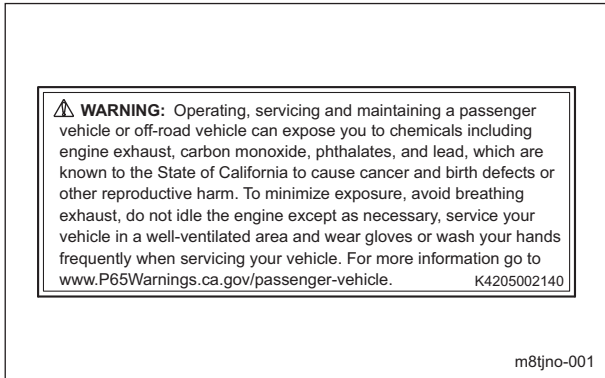 ⚠ WARNING: Operating, servicing and maintaining a passenger
vehicle or off-road vehicle can expose you to chemicals including
engine exhaust, carbon monoxide, phthalates, and lead, which are
known to the State of California to cause cancer and birth defects or
other reproductive harm. To minimize exposure, avoid breathing
exhaust, do not idle the engine except as necessary, service your
vehicle in a well-ventilated area and wear gloves or wash your hands
frequently when servicing your vehicle. For more information go to
www.P65Warnings.ca.gov/passenger-vehicle. K4205002140
m8tjno-001